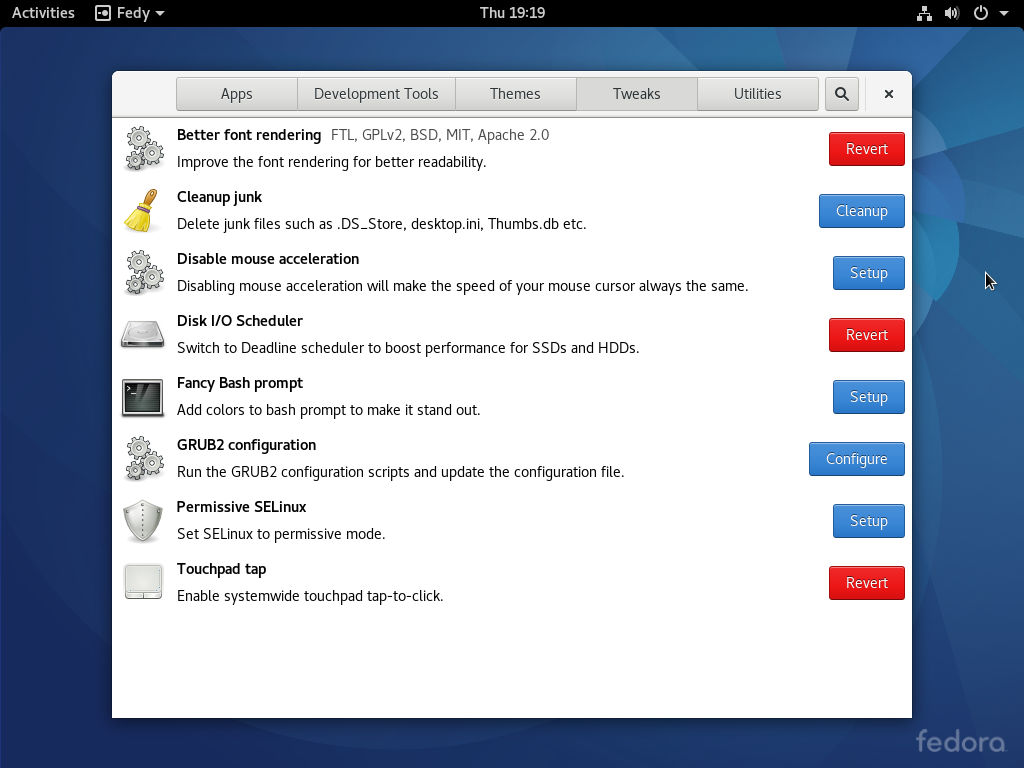 Activities Fedy Thu 19:19
Apps Development Tools Themes Tweaks Utilities
Better font rendering FTL, GPLv2, BSD, MIT, Apache 2.0
Improve the font rendering for better readability.
Revert
Cleanup junk
Delete junk files such as .DS_Store, desktop.ini, Thumbs.db etc.
Cleanup
Disable mouse acceleration
Disabling mouse acceleration will make the speed of your mouse cursor always the same.
Setup
Disk I/O Scheduler
Switch to Deadline scheduler to boost performance for SSDs and HDDs.
Revert
Fancy Bash prompt
Add colors to bash prompt to make it stand out.
Setup
GRUB2 configuration
Run the GRUB2 configuration scripts and update the configuration file.
Configure
Permissive SELinux
Set SELinux to permissive mode.
Setup
Touchpad tap
Enable systemwide touchpad tap-to-click.
Revert
fedora